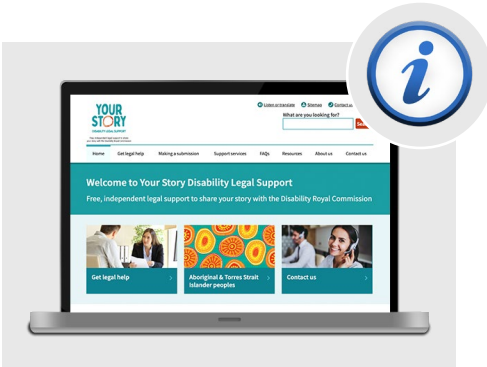 Listen or translate
Sitemap
Contact us
YOUR
STORY
DISABILITY LEGAL SUPPORT
What are you looking for?
Home
Get legal help
Making a submission
Support services
FAQs
Resources
About us
Contact us
Welcome to Your Story Disability Legal Support
Free, independent legal support to share your story with the Disability Royal Commission
Get legal help
Aboriginal & Torres Strait
Islander peoples
Contact us
i